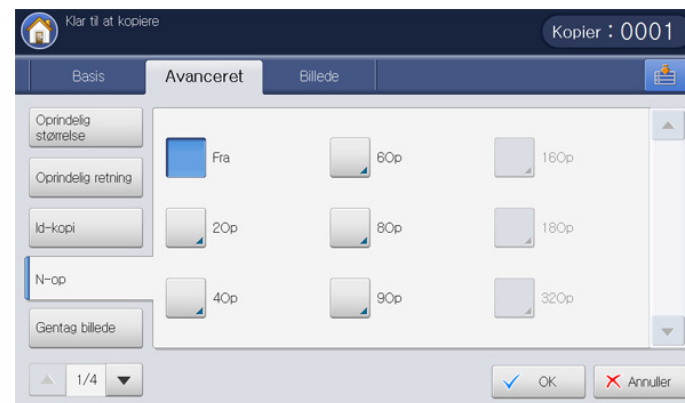 Klar til at kopiere
Kopier : 0001
Basis
Avanceret
Billede
Oprindelig
størrelse
Oprindelig retning
Id-kopi
N-op
Gentag billede
Fra
6Op
16Op
2Op
8Op
18Op
4Op
9Op
32Op
1/4
OK
Annuller